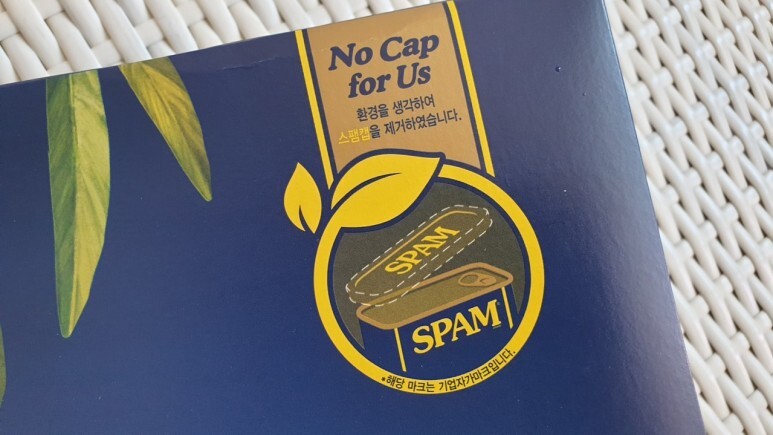 No Cap
for Us
환경을 생각하여
스팸캡을 제거하였습니다.
SPAM
SPAM
*해당 마크는 기업자가마크입니다.